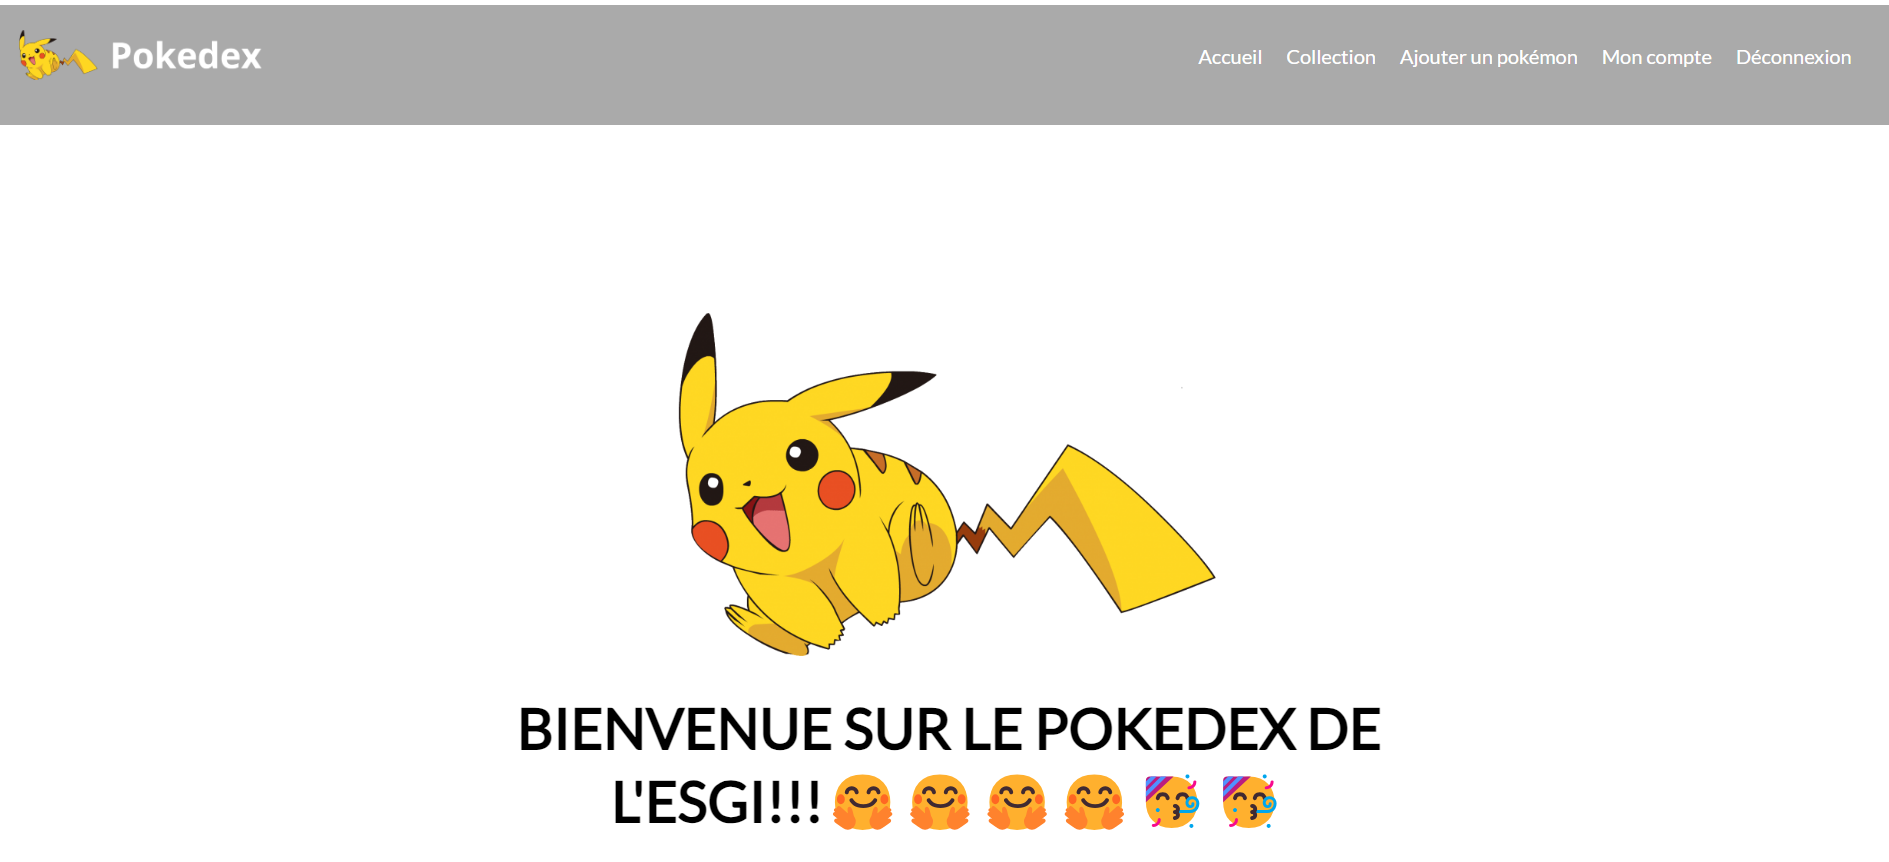 Pokedex
Accueil Collection Ajouter un pokémon Mon compte Déconnexion
BIENVENUE SUR LE POKEDEX DE
L'ESGI!!! 🤗 🤗 🤗 🤗 🥳 🥳